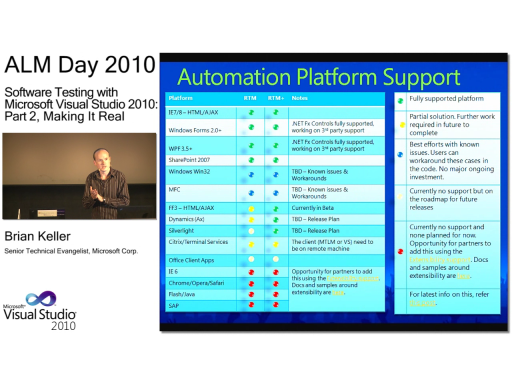 ALM Day 2010
Software Testing with
Microsoft Visual Studio 2010:
Part 2, Making It Real
Brian Keller
Senior Technical Evangelist, Microsoft Corp.
Microsoft
Visual Studio
2010
Automation Platform Support
Platform RTM RTM+ Notes
IE7/8 – HTML/AJAX
Windows Forms 2.0+ .NET Fx Controls fully supported,
working on 3rd party support
WPF 3.5+ .NET Fx Controls fully supported,
working on 3rd party support
SharePoint 2007
Windows Win32 TBD – Known issues &
Workarounds
MFC TBD – Known issues &
Workarounds
FF3 – HTML/AJAX Currently in Beta
Dynamics (Ax) TBD – Release Plan
Silverlight TBD – Release Plan
Citrix/Terminal Services The client (MTLM or VS) need to
be on remote machine
Office Client Apps
IE 6 Opportunity for partners to add
this using the
Chrome/Opera/Safari Docs and samples around
extensibility are
Flash/Java
SAP
Fully supported platform
Partial solution. Further work
required in future to
complete
Best efforts with known
issues. Users can
workaround these cases in
the code. No major ongoing
investment.
Currently no support but on
the roadmap for future
releases
Currently no support and
none planned for now.
Opportunity for partners to
add this using the
Docs
and samples around
extensibility are
For latest info on this, refer